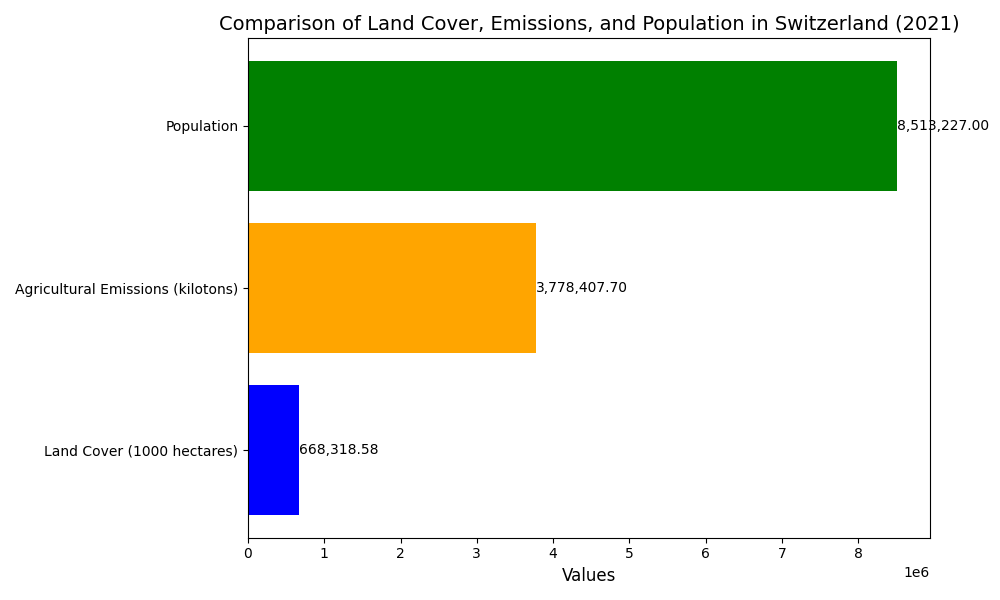 Comparison of Land Cover, Emissions, and Population in Switzerland (2021)
Population
8,513,227.00
Agricultural Emissions (kilotons)
3,778,407.70
Land Cover (1000 hectares)
668,318.58
0 1 2 3 4 5 6 7 8
1e6
Values